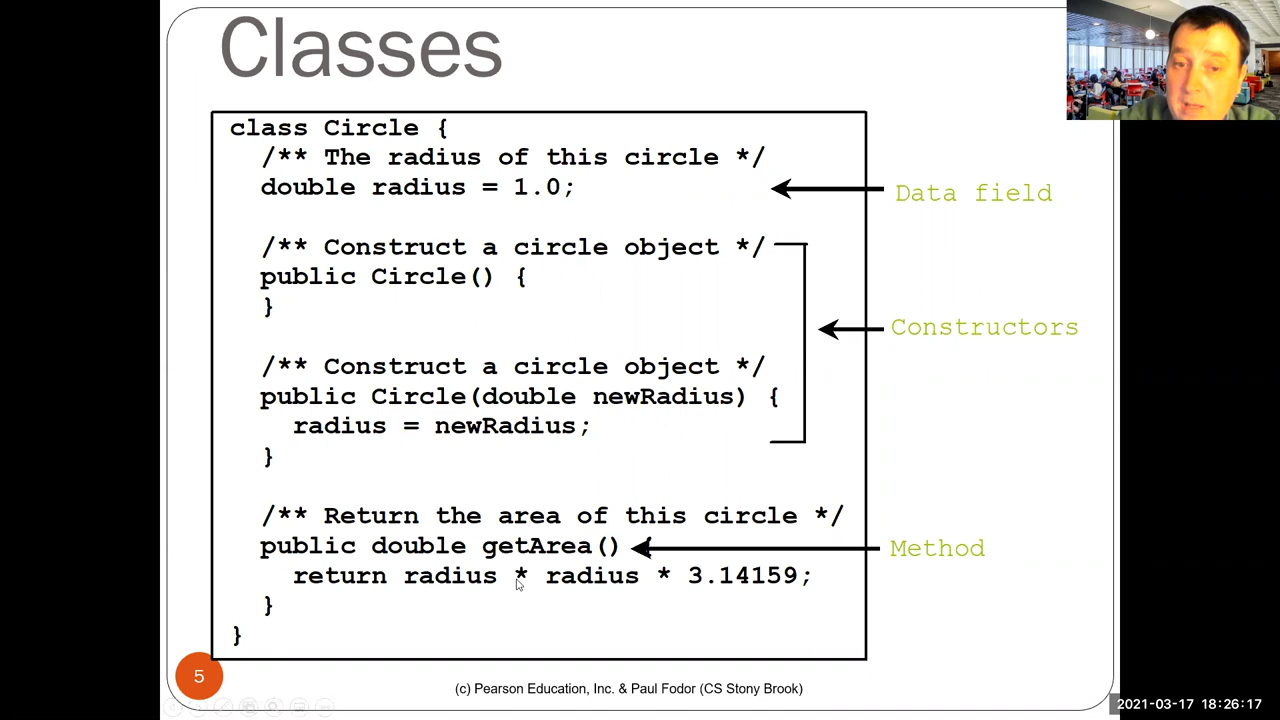 Classes
class Circle {
/** The radius of this circle */
double radius = 1.0;
Data field
/** Construct a circle object */
public Circle() {
}
Constructors
/** Construct a circle object */
public Circle(double newRadius) {
radius = newRadius;
}
/** Return the area of this circle */
public double getArea() {
Method
return radius * radius * 3.14159;
}
}
5
(c) Pearson Education, Inc. & Paul Fodor (CS Stony Brook)
2021-03-17 18:26:17